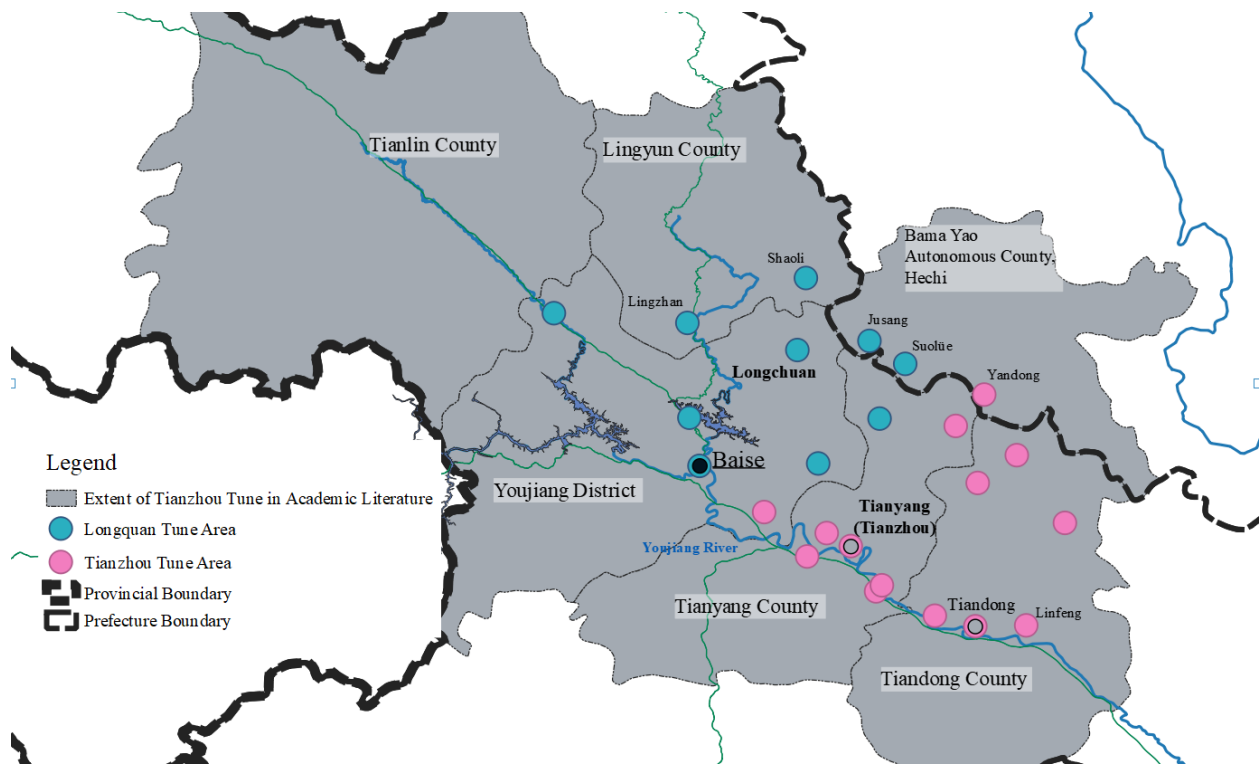 Tianlin County
Lingyun County
Bama Yao
Autonomous County,
Hechi
Shaoli
Lingzhan
Jusang
Suolüe
Longchuan
Yandong
Baise
Youjiang District
Tianyang
(Tianzhou)
Youjiang River
Tianyang County
Tiandong
Linfeng
Tiandong County
Legend
Extent of Tianzhou Tune in Academic Literature
Longquan Tune Area
Tianzhou Tune Area
Provincial Boundary
Prefecture Boundary